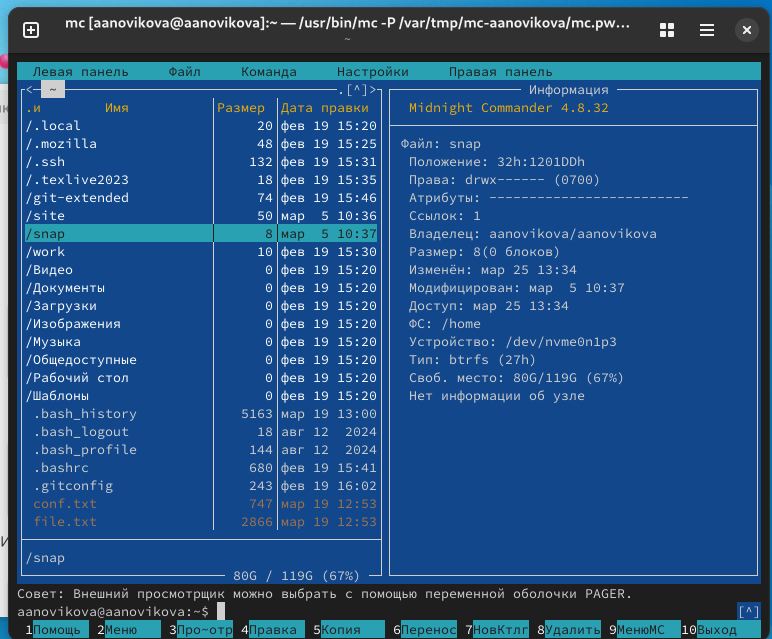 mc [aanovikova@aanovikova]:~ — /usr/bin/mc -P /var/tmp/mc-aanovikova/mc.pw…
~
Левая панель Файл Команда Настройки Правая панель
<─ ~ .[^]>
.и Имя Размер Дата правки
/.local 20 фев 19 15:20
/.mozilla 48 фев 19 15:25
/.ssh 132 фев 19 15:31
/.texlive2023 18 фев 19 15:35
/git-extended 74 фев 19 15:46
/site 50 мар 5 10:36
/snap 8 мар 5 10:37
/work 10 фев 19 15:30
/Видео 0 фев 19 15:20
/Документы 0 фев 19 15:20
/Загрузки 0 фев 19 15:20
/Изображения 0 фев 19 15:20
/Музыка 0 фев 19 15:20
/Общедоступные 0 фев 19 15:20
/Рабочий стол 0 фев 19 15:20
/Шаблоны 0 фев 19 15:20
.bash_history 5163 мар 19 13:00
.bash_logout 18 авг 12 2024
.bash_profile 144 авг 12 2024
.bashrc 680 фев 19 15:41
.gitconfig 243 фев 19 16:02
conf.txt 747 мар 19 12:53
file.txt 2866 мар 19 12:53
/snap
80G / 119G (67%)
Информация
Midnight Commander 4.8.32
Файл: snap
Положение: 32h:1201DDh
Права: drwx------ (0700)
Атрибуты: -------------------------
Ссылок: 1
Владелец: aanovikova/aanovikova
Размер: 8(0 блоков)
Изменён: мар 25 13:34
Модифицирован: мар 5 10:37
Доступ: мар 25 13:34
ФС: /home
Устройство: /dev/nvme0n1p3
Тип: btrfs (27h)
Своб. место: 80G/119G (67%)
Нет информации об узле
Совет: Внешний просмотрщик можно выбрать с помощью переменной оболочки PAGER.
aanovikova@aanovikova:~$ [^]
1Помощь 2Меню 3Про~отр 4Правка 5Копия 6Перенос 7НовКтлг 8Удалить 9МенюMC 10Выход